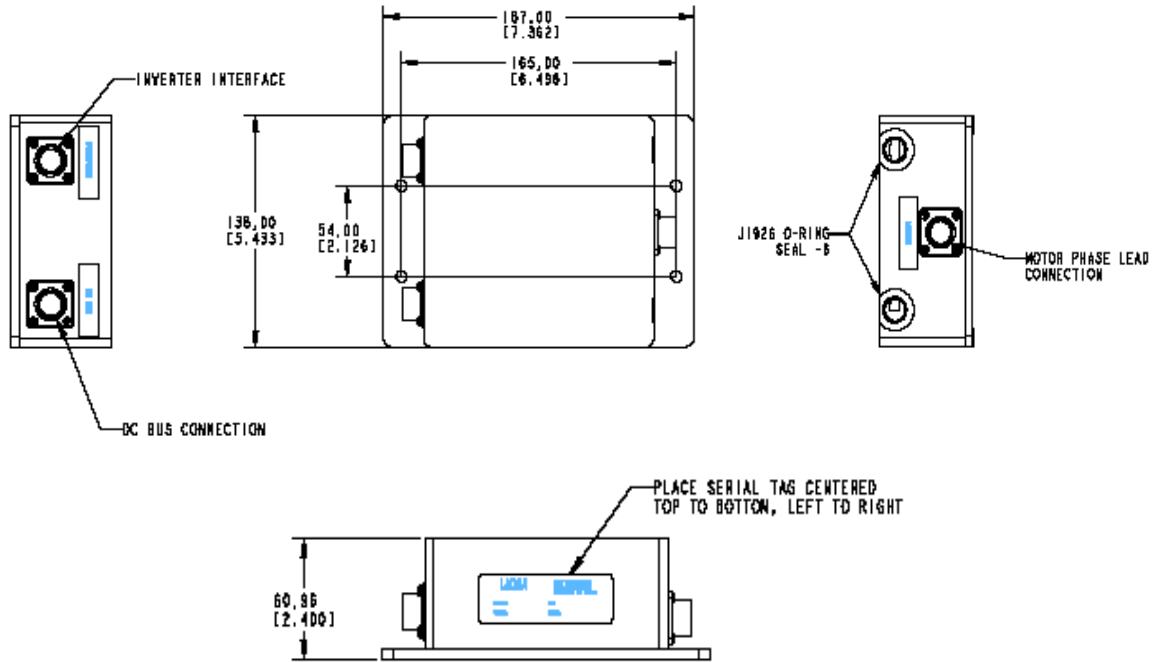 187.00
[7.362]
165.00
[6.496]
INVERTER INTERFACE
138.00
[5.433]
54.00
[2.126]
J1926 O-RING
SEAL -6
MOTOR PHASE LEAD
CONNECTION
DC BUS CONNECTION
PLACE SERIAL TAG CENTERED
TOP TO BOTTOM, LEFT TO RIGHT
60.96
[2.400]